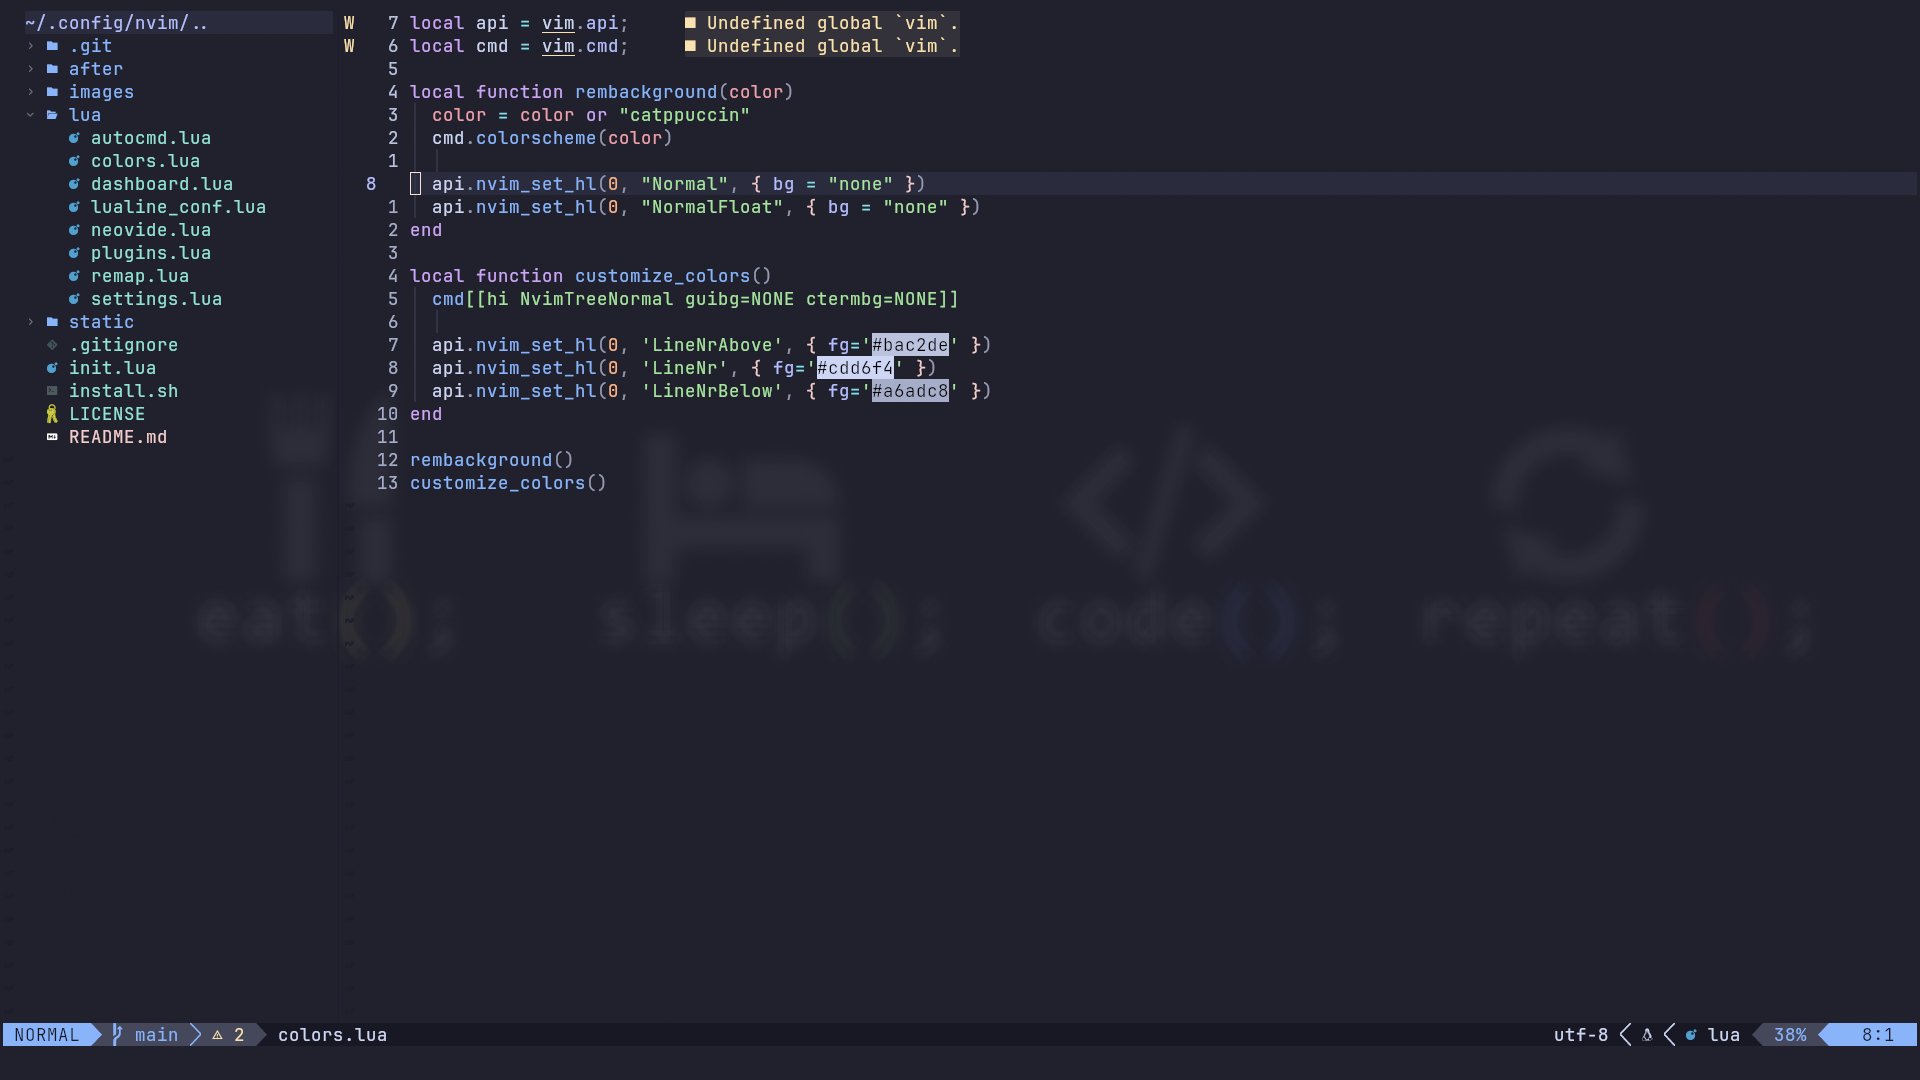 ~/.config/nvim/..
.git
after
images
lua
autocmd.lua
colors.lua
dashboard.lua
lualine_conf.lua
neovide.lua
plugins.lua
remap.lua
settings.lua
static
.gitignore
init.lua
install.sh
LICENSE
README.md
W 7 local api = vim.api; ■ Undefined global `vim`.
W 6 local cmd = vim.cmd; ■ Undefined global `vim`.
5
4 local function rembackground(color)
3 color = color or "catppuccin"
2 cmd.colorscheme(color)
1
8 api.nvim_set_hl(0, "Normal", { bg = "none" })
1 api.nvim_set_hl(0, "NormalFloat", { bg = "none" })
2 end
3
4 local function customize_colors()
5 cmd[[hi NvimTreeNormal guibg=NONE ctermbg=NONE]]
6
7 api.nvim_set_hl(0, 'LineNrAbove', { fg='#bac2de' })
8 api.nvim_set_hl(0, 'LineNr', { fg='#cdd6f4' })
9 api.nvim_set_hl(0, 'LineNrBelow', { fg='#a6adc8' })
10 end
11
12 rembackground()
13 customize_colors()
eat(); sleep(); code(); repeat();
NORMAL main 2 colors.lua utf-8 lua 38% 8:1